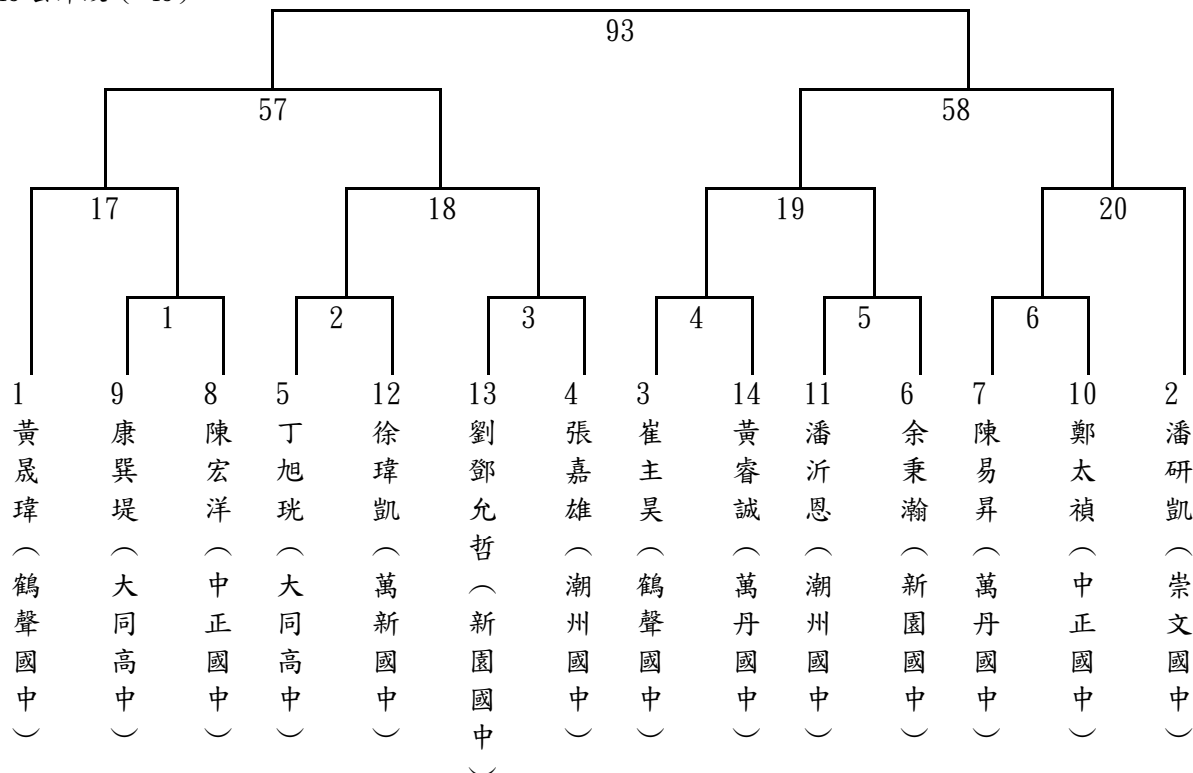 93
57
58
17
18
19
20
1
2
3
4
5
6
1
9
8
5
12
13
4
3
14
11
6
7
10
2
黃晟瑋（鶴聲國中）
康巽堤（大同高中）
陳宏洋（中正國中）
丁旭珖（大同高中）
徐瑋凱（萬新國中）
劉鄧允哲（新園國中）
張嘉雄（潮州國中）
崔主昊（鶴聲國中）
黃睿誠（萬丹國中）
潘沂恩（潮州國中）
余秉瀚（新園國中）
陳易昇（萬丹國中）
鄭太禎（中正國中）
潘研凱（崇文國中）